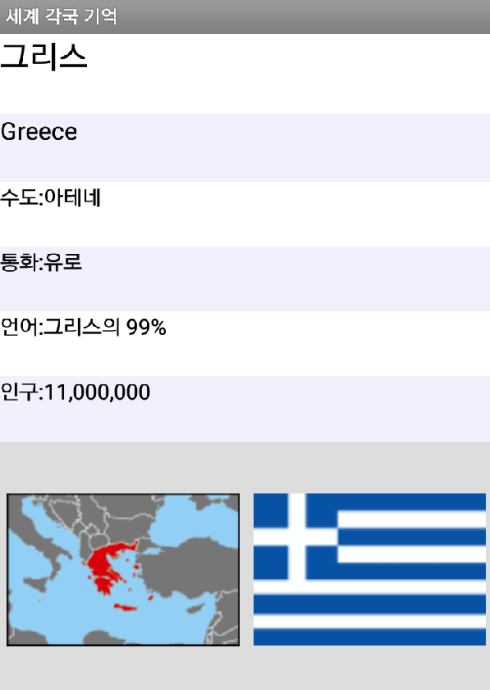 세계 각국 기억
그리스
Greece
수도:아테네
통화:유로
언어:그리스의 99%
인구:11,000,000